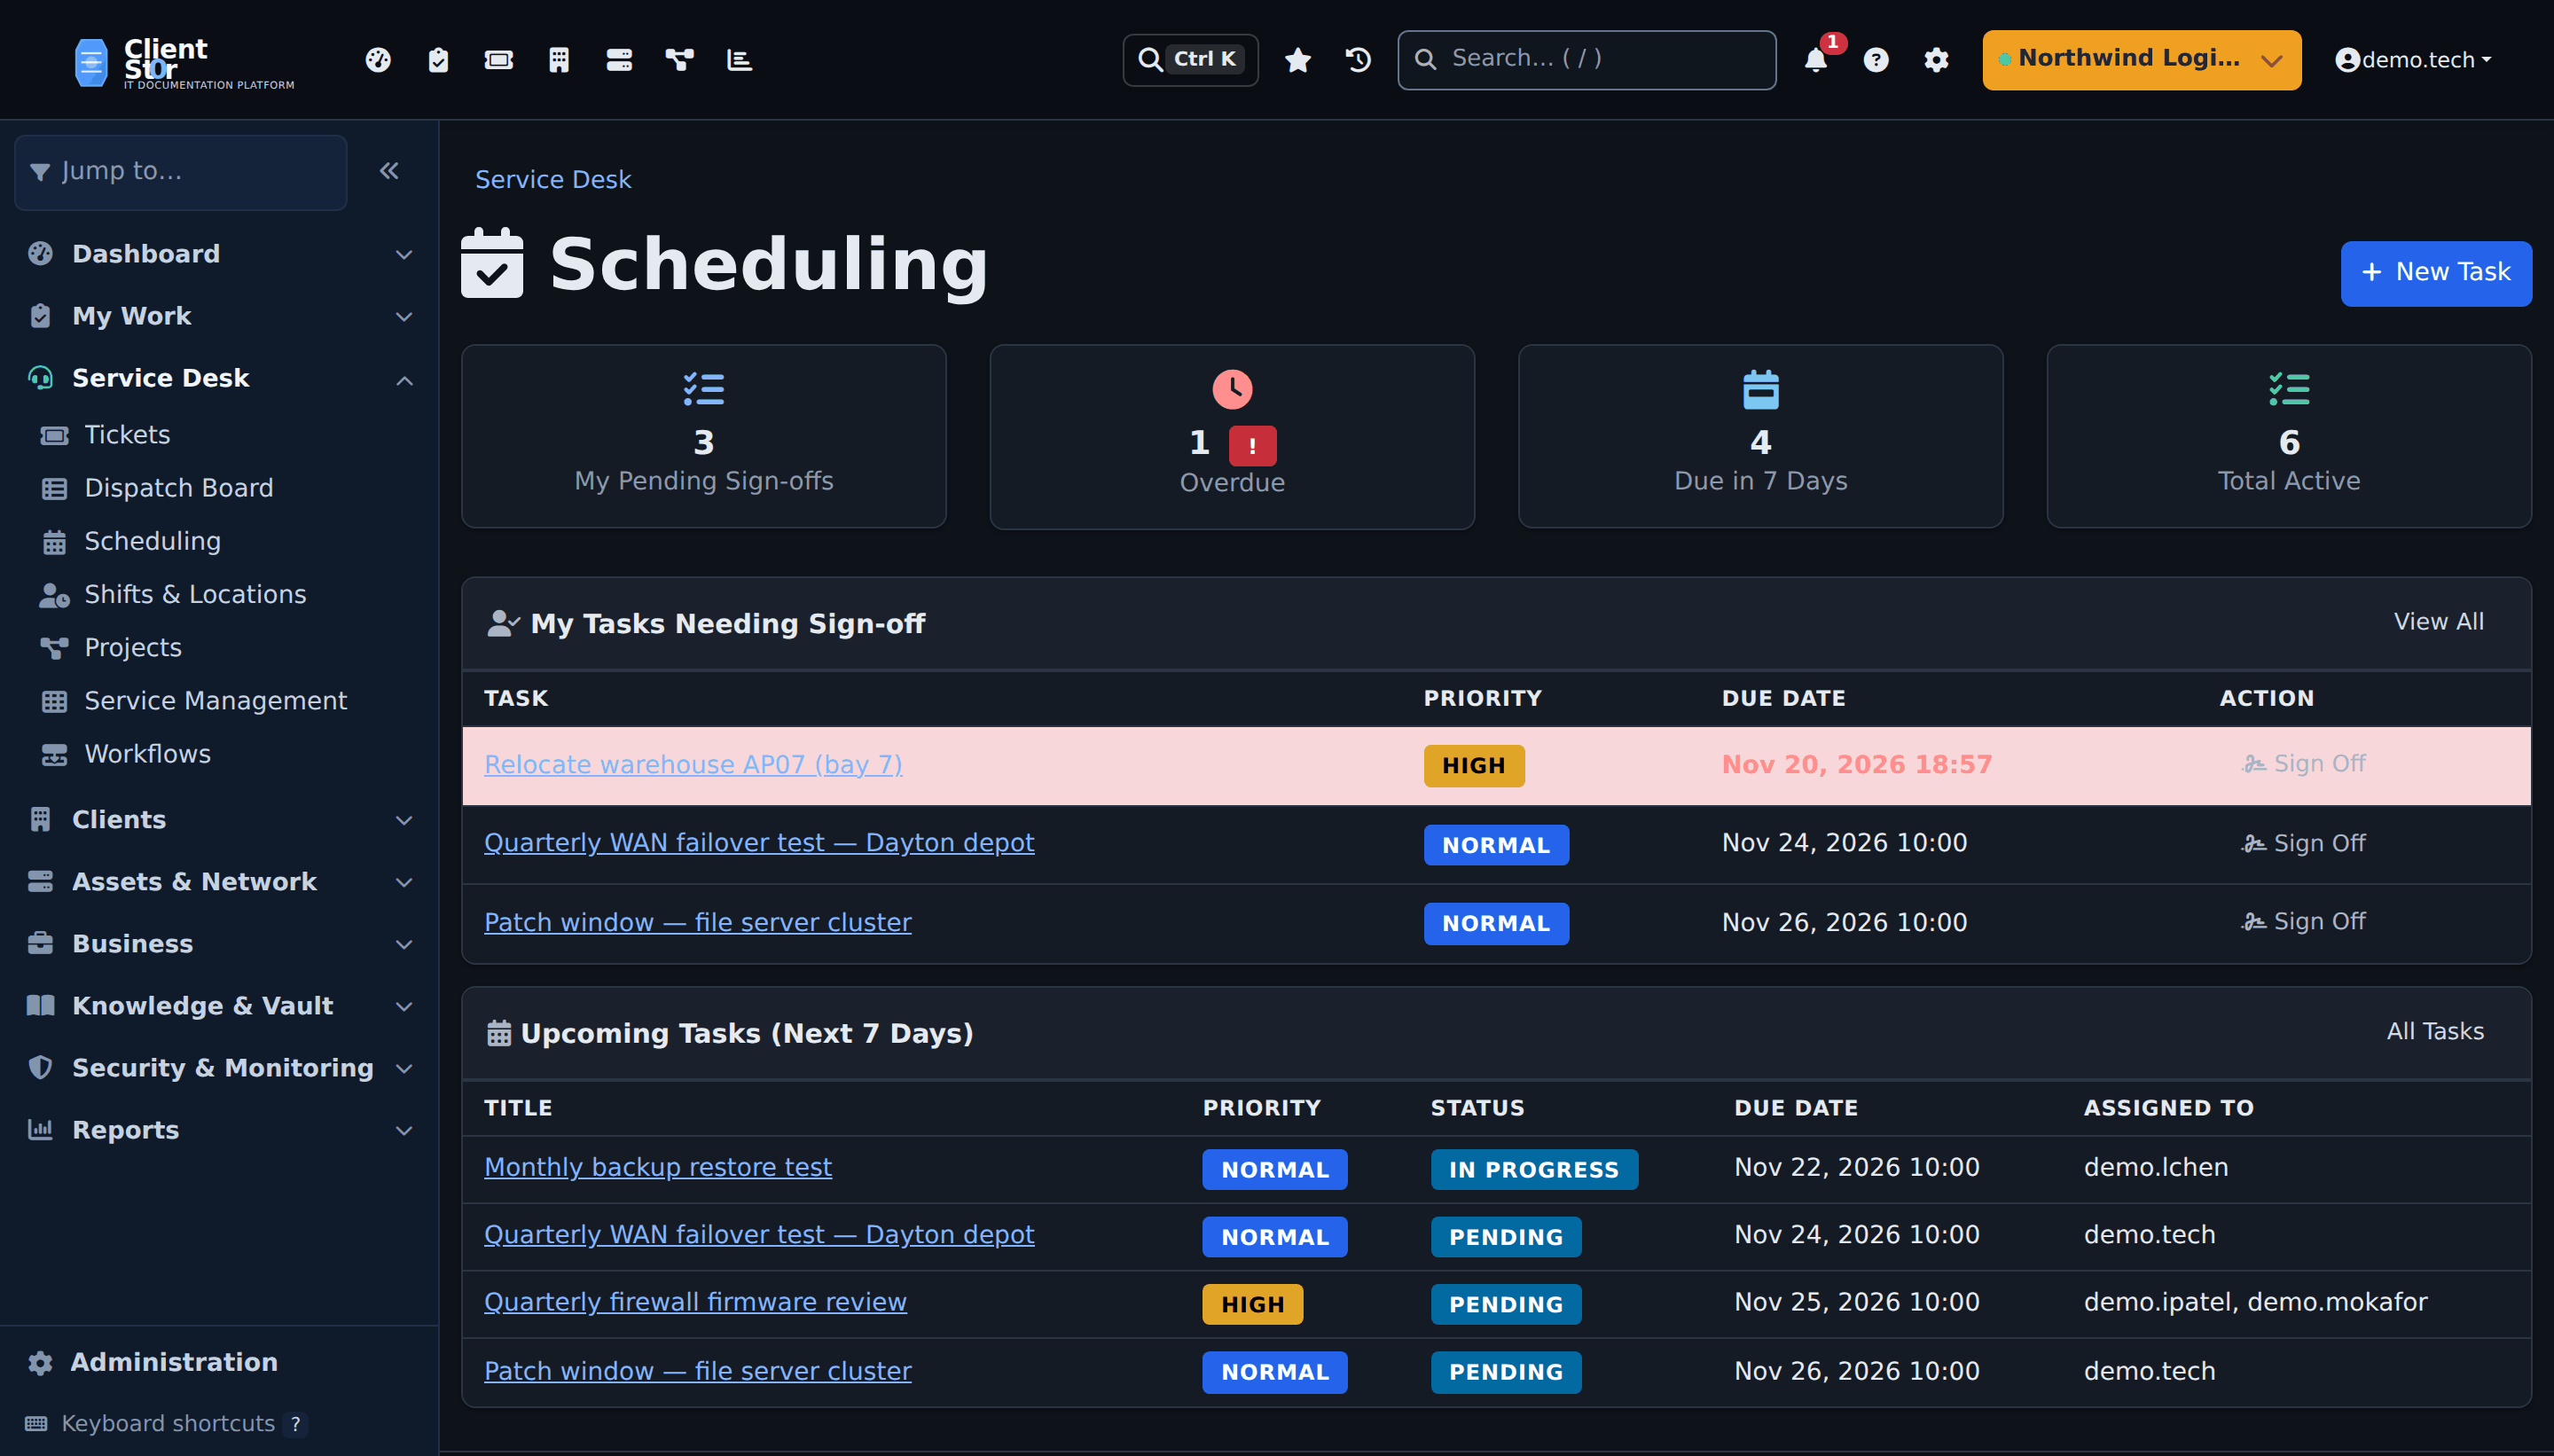 Client
St0r
IT DOCUMENTATION PLATFORM
Ctrl K
Search... ( / )
1
Northwind Logi...
demo.tech
Jump to...
Dashboard
My Work
Service Desk
Tickets
Dispatch Board
Scheduling
Shifts & Locations
Projects
Service Management
Workflows
Clients
Assets & Network
Business
Knowledge & Vault
Security & Monitoring
Reports
Administration
Keyboard shortcuts ?
Service Desk
Scheduling
+ New Task
3
My Pending Sign-offs
1 !
Overdue
4
Due in 7 Days
6
Total Active
My Tasks Needing Sign-off
View All
TASK PRIORITY DUE DATE ACTION
Relocate warehouse AP07 (bay 7) HIGH Nov 20, 2026 18:57 Sign Off
Quarterly WAN failover test — Dayton depot NORMAL Nov 24, 2026 10:00 Sign Off
Patch window — file server cluster NORMAL Nov 26, 2026 10:00 Sign Off
Upcoming Tasks (Next 7 Days)
All Tasks
TITLE PRIORITY STATUS DUE DATE ASSIGNED TO
Monthly backup restore test NORMAL IN PROGRESS Nov 22, 2026 10:00 demo.lchen
Quarterly WAN failover test — Dayton depot NORMAL PENDING Nov 24, 2026 10:00 demo.tech
Quarterly firewall firmware review HIGH PENDING Nov 25, 2026 10:00 demo.ipatel, demo.mokafor
Patch window — file server cluster NORMAL PENDING Nov 26, 2026 10:00 demo.tech